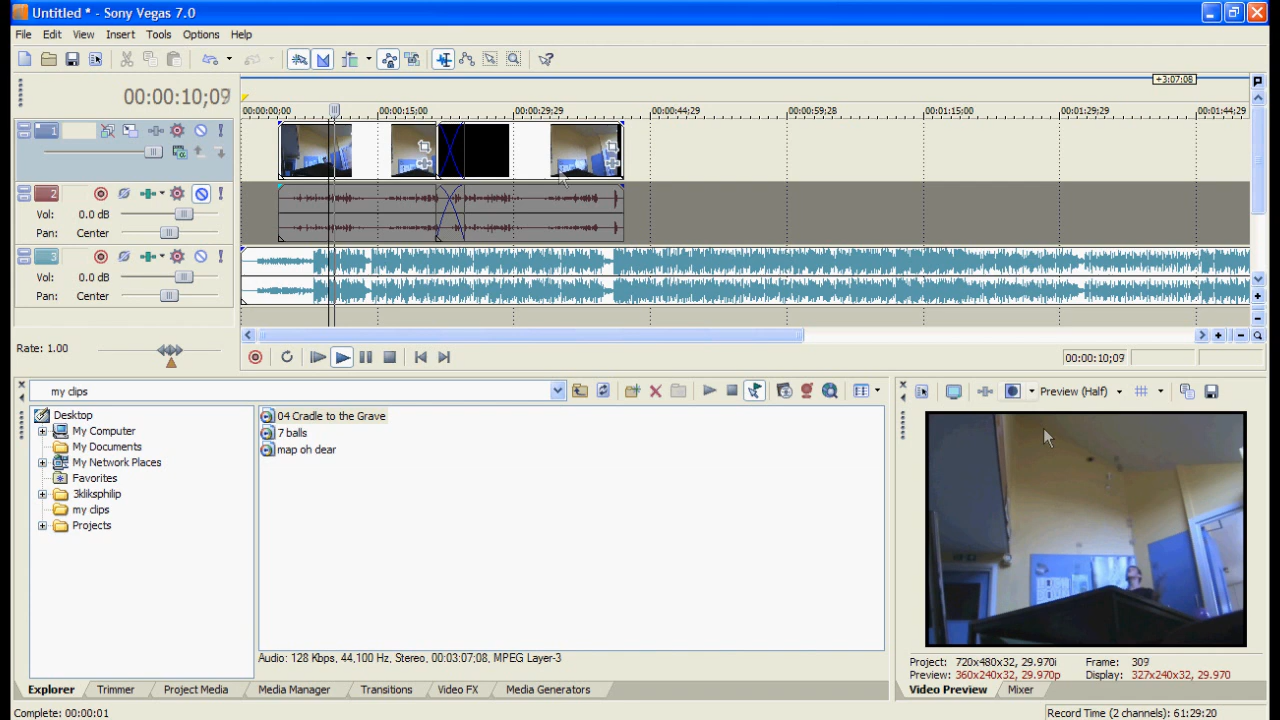 Untitled * - Sony Vegas 7.0
File Edit View Insert Tools Options Help
+3:07:08
00:00:10;09
00:00:00;00 00:00:15;00 00:00:29;29 00:00:44;29 00:00:59;28 00:01:15;00 00:01:29;29 00:01:44;29
1
2
Vol: 0.0 dB
Pan: Center
3
Vol: 0.0 dB
Pan: Center
Rate: 1.00
00:00:10;09
my clips
Preview (Half)
Desktop
My Computer
My Documents
My Network Places
Favorites
3kliksphilip
my clips
Projects
04 Cradle to the Grave
7 balls
map oh dear
Audio: 128 Kbps, 44,100 Hz, Stereo, 00:03:07;08, MPEG Layer-3
Project: 720x480x32, 29.970i Frame: 309
Preview: 360x240x32, 29.970p Display: 327x240x32, 29.970
Explorer Trimmer Project Media Media Manager Transitions Video FX Media Generators
Video Preview Mixer
Complete: 00:00:01
Record Time (2 channels): 61:29:20